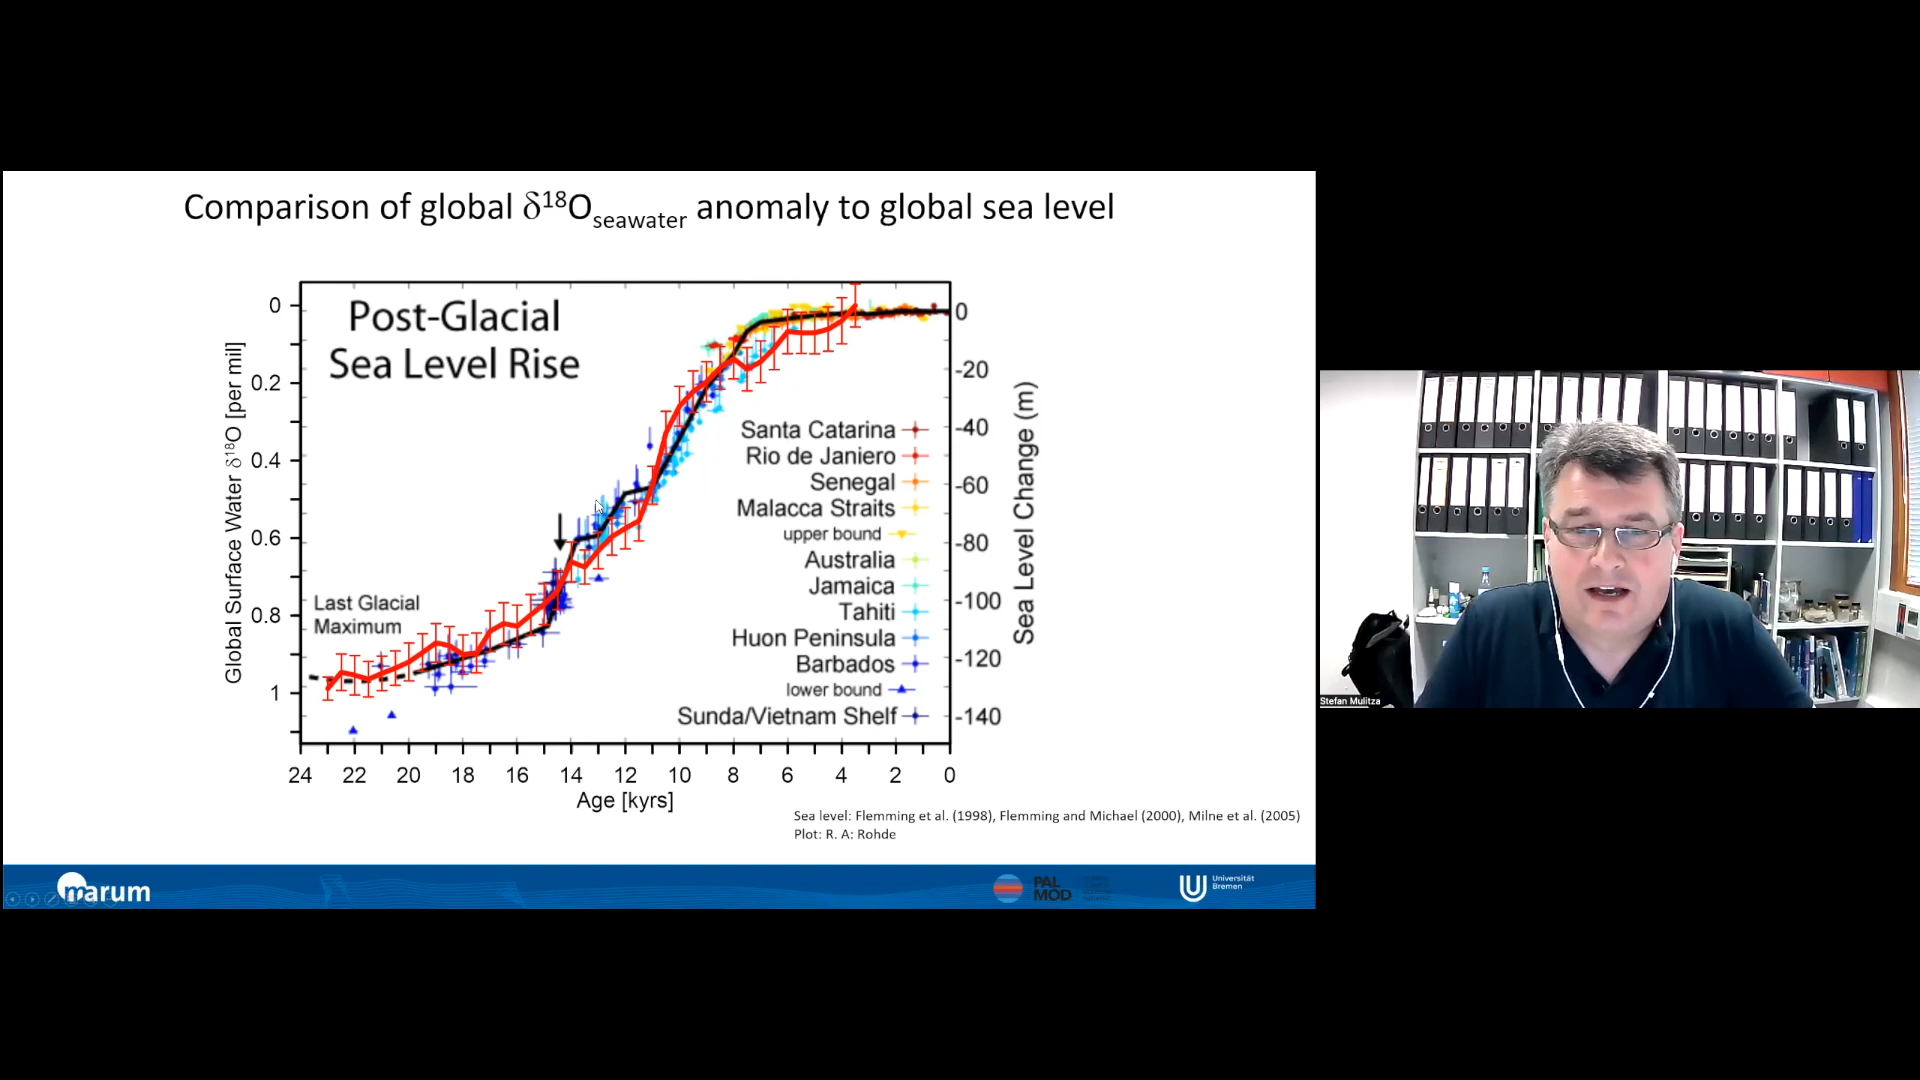 Comparison of global δ18Oseawater anomaly to global sea level
Post-Glacial
Sea Level Rise
Global Surface Water δ18O [per mil]
0
0.2
0.4
0.6
0.8
1
Last Glacial
Maximum
Santa Catarina
Rio de Janiero
Senegal
Malacca Straits
upper bound
Australia
Jamaica
Tahiti
Huon Peninsula
Barbados
lower bound
Sunda/Vietnam Shelf
0
-20
-40
-60
-80
-100
-120
-140
Sea Level Change (m)
24 22 20 18 16 14 12 10 8 6 4 2 0
Age [kyrs]
Sea level: Flemming et al. (1998), Flemming and Michael (2000), Milne et al. (2005)
Plot: R. A: Rohde
marum
PAL
MOD
Universität
Bremen
Stefan Mulitza